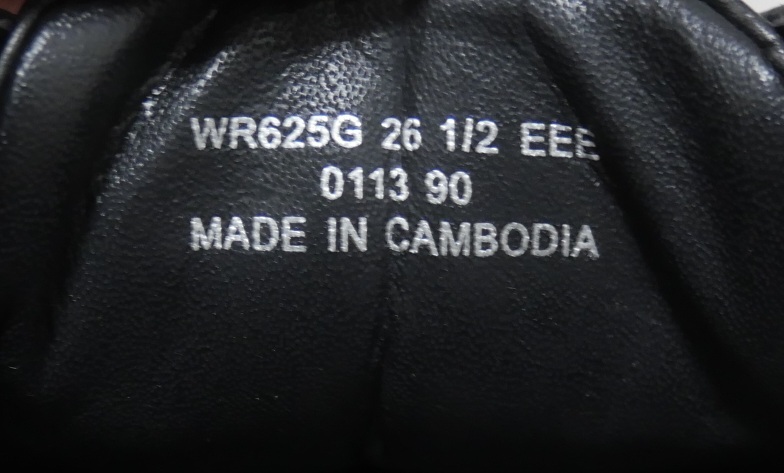 WR625G 26 1/2 EEE
0113 90
MADE IN CAMBODIA